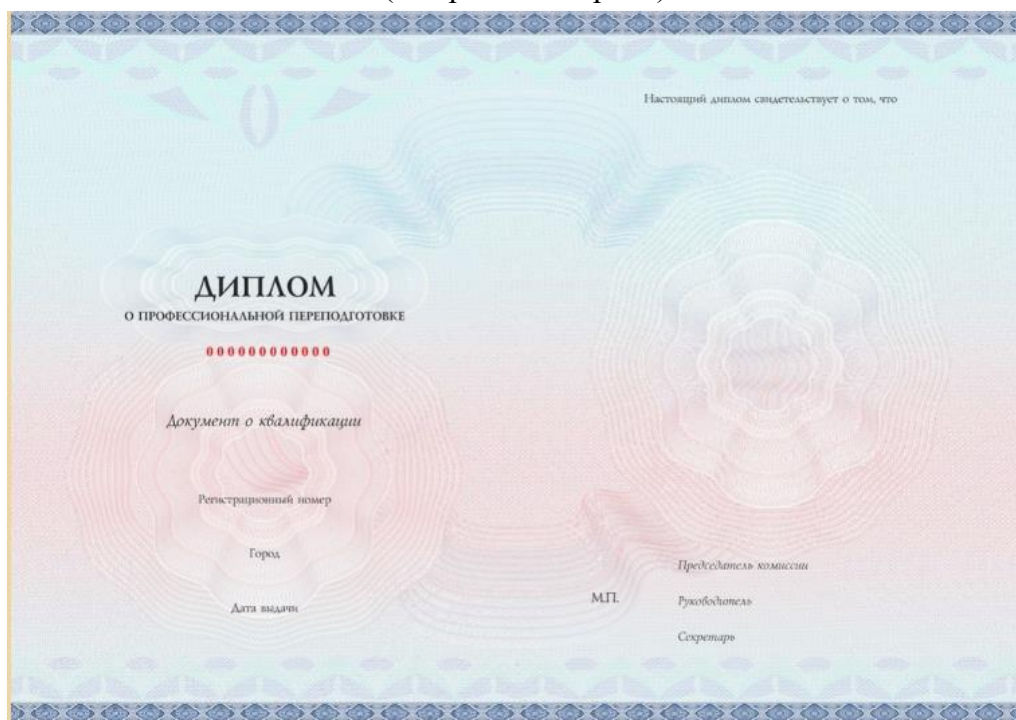 Настоящий диплом свидетельствует о том, что
ДИПЛОМ
О ПРОФЕССИОНАЛЬНОЙ ПЕРЕПОДГОТОВКЕ
000000000000
Документ о квалификации
Регистрационный номер
Город
Дата выдачи
М.П.
Председатель комиссии
Руководитель
Секретарь